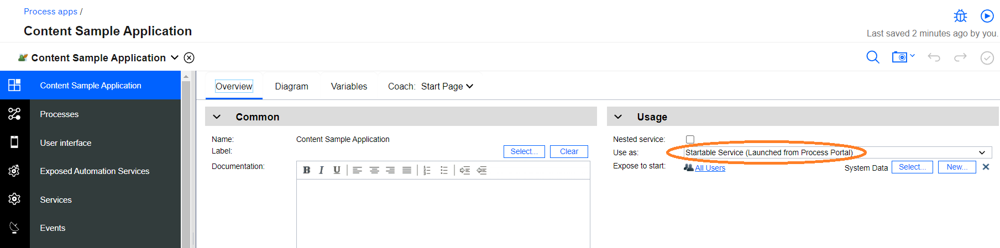 Process apps /
Content Sample Application
Last saved 2 minutes ago by you.
Content Sample Application
Content Sample Application
Processes
User interface
Exposed Automation Services
Services
Events
Overview Diagram Variables Coach: Start Page
Common
Name: Content Sample Application
Label: Select... Clear
Documentation:
B I U
Usage
Nested service:
Use as: Startable Service (Launched from Process Portal)
Expose to start: All Users System Data Select... New...